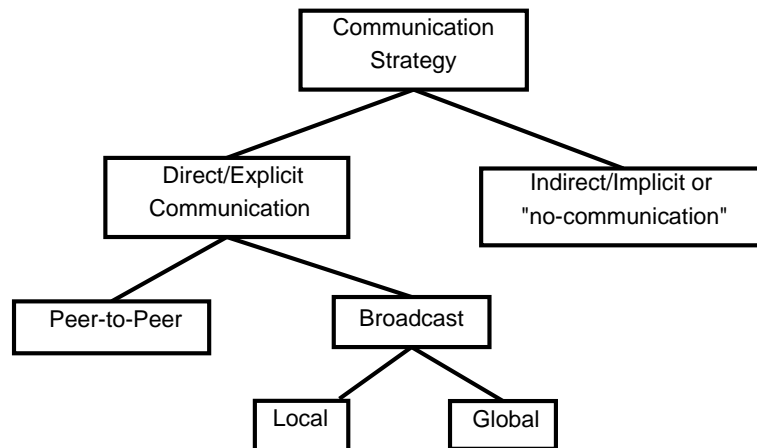 Communication
Strategy
Direct/Explicit
Communication
Indirect/Implicit or
"no-communication"
Peer-to-Peer
Broadcast
Local
Global